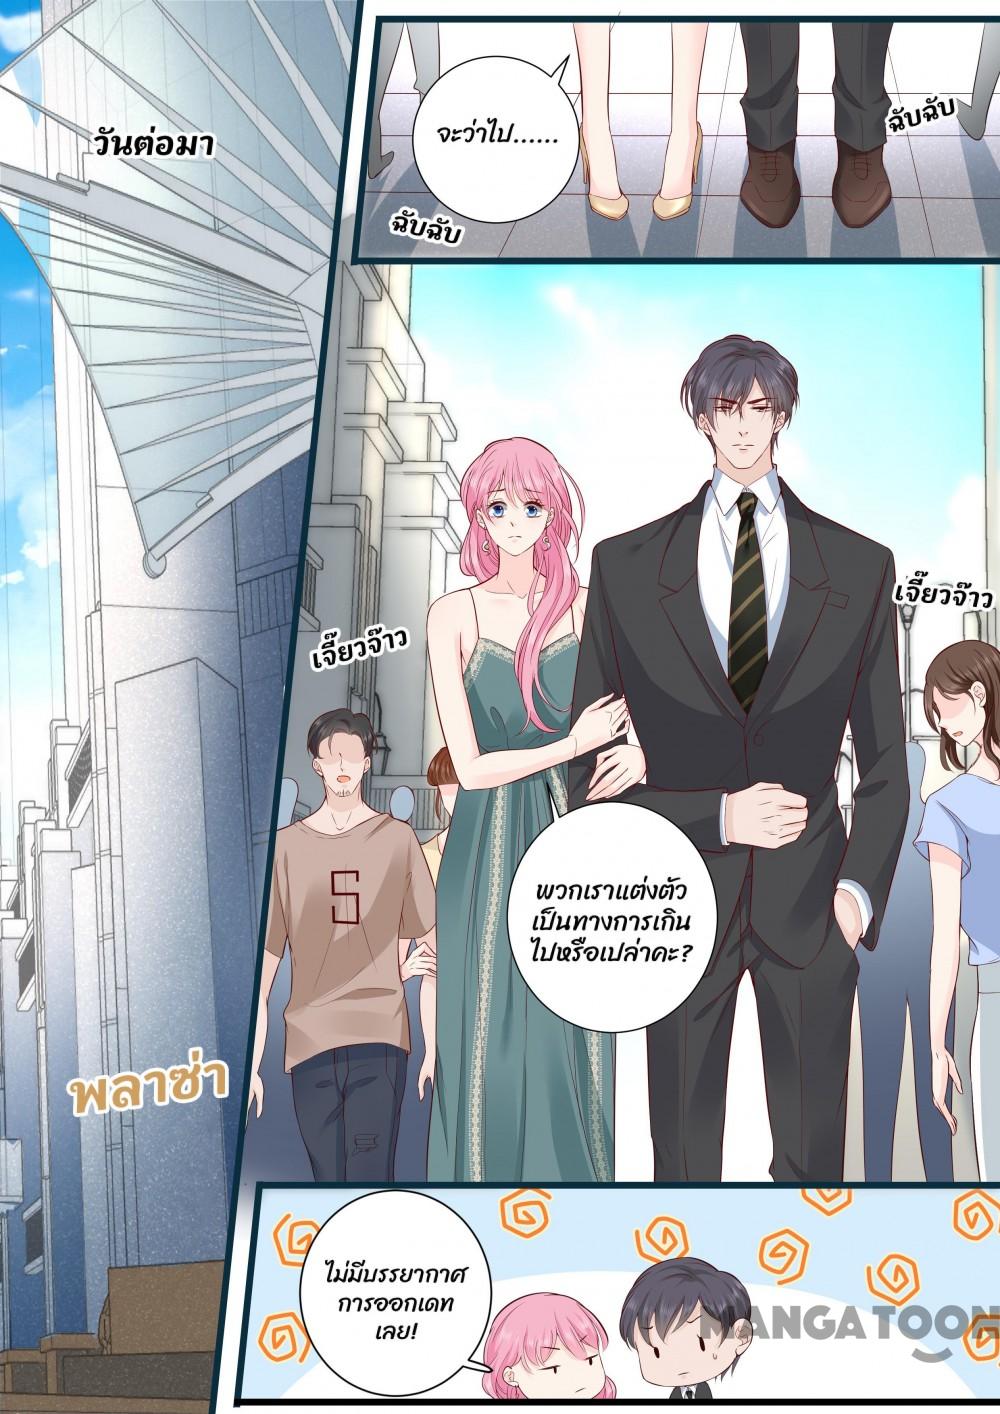 วันต่อมา
จะว่าไป......
ฉับฉับ
ฉับฉับ
เจี๊ยวจ๊าว
เจี๊ยวจ๊าว
S
พวกเราแต่งตัว
เป็นทางการเกิน
ไปหรือเปล่าคะ?
พลาซ่า
ไม่มีบรรยากาศ
การออกเดท
เลย!
MANGATOON